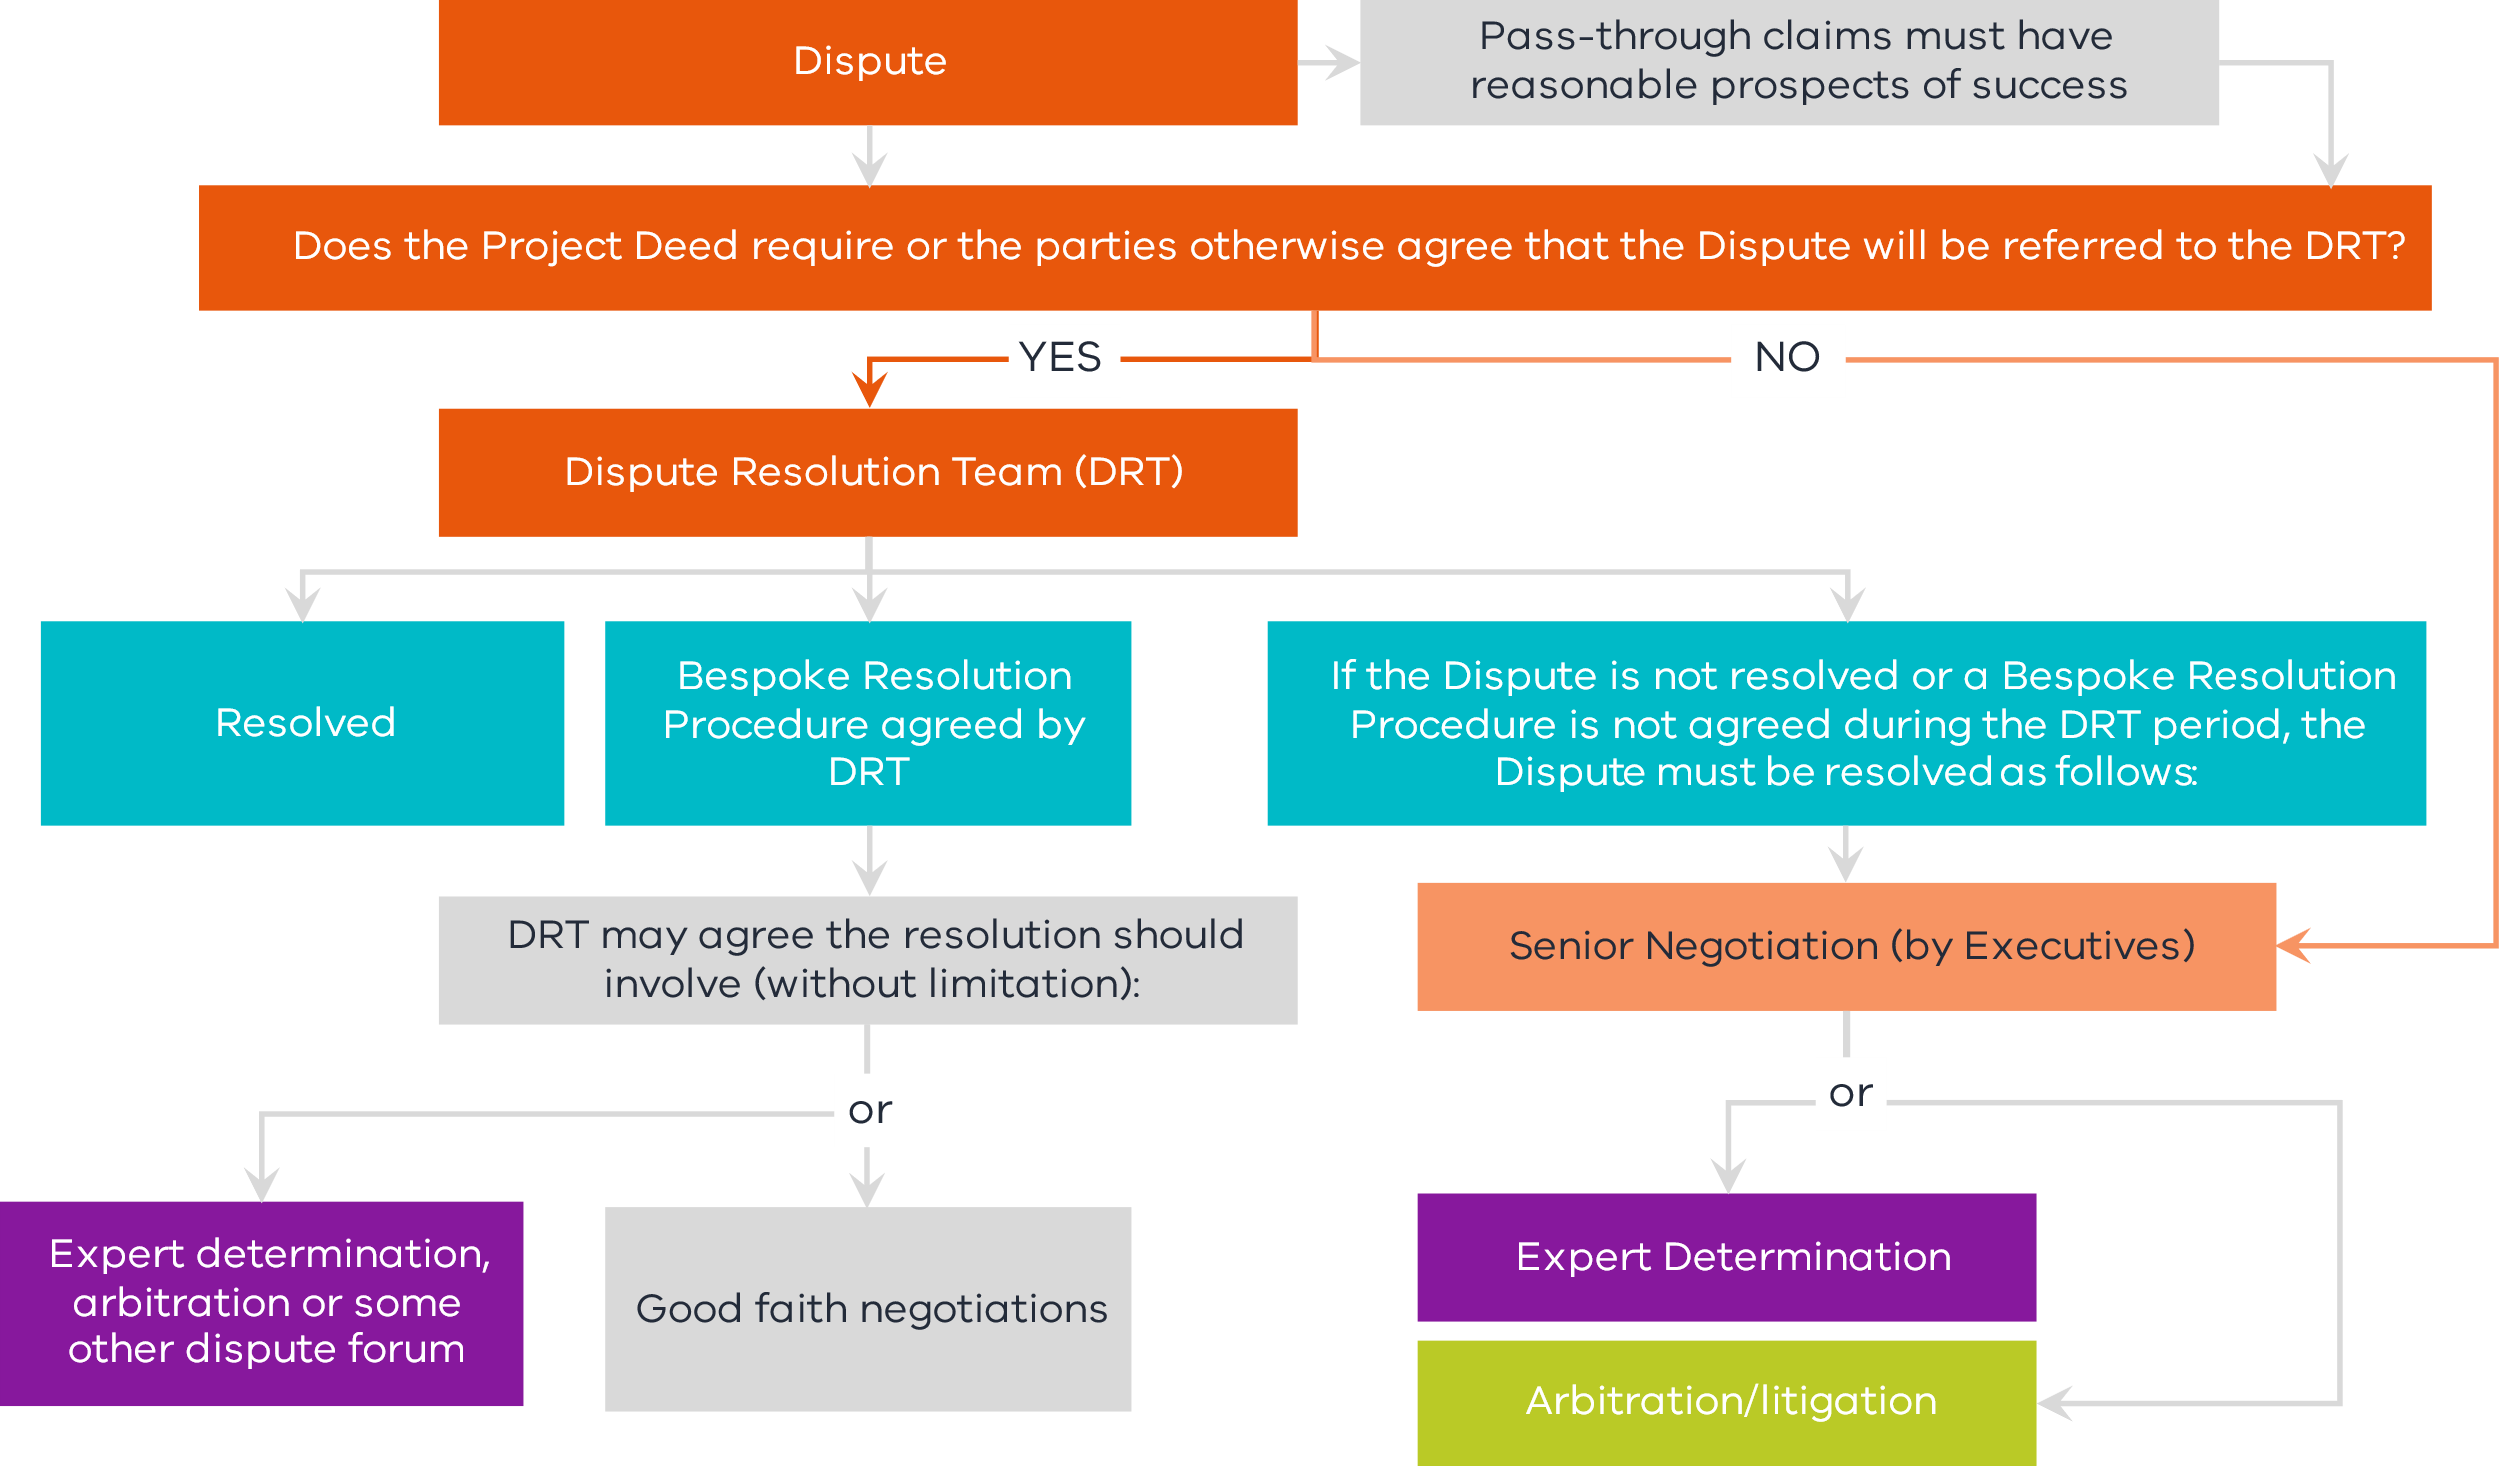 Dispute
Pass-through claims must have
reasonable prospects of success
Does the Project Deed require or the parties otherwise agree that the Dispute will be referred to the DRT?
YES
NO
Dispute Resolution Team (DRT)
Resolved
Bespoke Resolution
Procedure agreed by
DRT
If the Dispute is not resolved or a Bespoke Resolution
Procedure is not agreed during the DRT period, the
Dispute must be resolved as follows:
DRT may agree the resolution should
involve (without limitation):
Senior Negotiation (by Executives)
or
or
Expert determination,
arbitration or some
other dispute forum
Good faith negotiations
Expert Determination
Arbitration/litigation